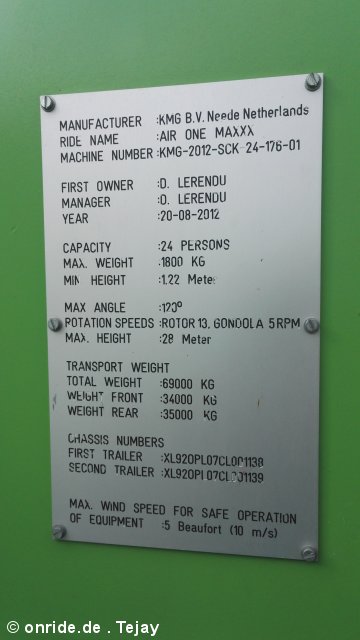 MANUFACTURER :KMG B.V. Neede Netherlands
RIDE NAME :AIR ONE MAXXX
MACHINE NUMBER :KMG-2012-SCK-24-176-01
FIRST OWNER :D. LERENDU
MANAGER :D. LERENDU
YEAR :20-08-2012
CAPACITY :24 PERSONS
MAX. WEIGHT :1800 KG
MIN HEIGHT :1.22 Meter
MAX ANGLE :120°
ROTATION SPEEDS :ROTOR 13, GONDOLA 5 RPM
MAX. HEIGHT :28 Meter
TRANSPORT WEIGHT
TOTAL WEIGHT :69000 KG
WEIGHT FRONT :34000 KG
WEIGHT REAR :35000 KG
CHASSIS NUMBERS
FIRST TRAILER :XL920PL07CL001138
SECOND TRAILER :XL920PL07CL001139
MAX. WIND SPEED FOR SAFE OPERATION
OF EQUIPMENT :5 Beaufort (10 m/s)
© onride.de . Tejay